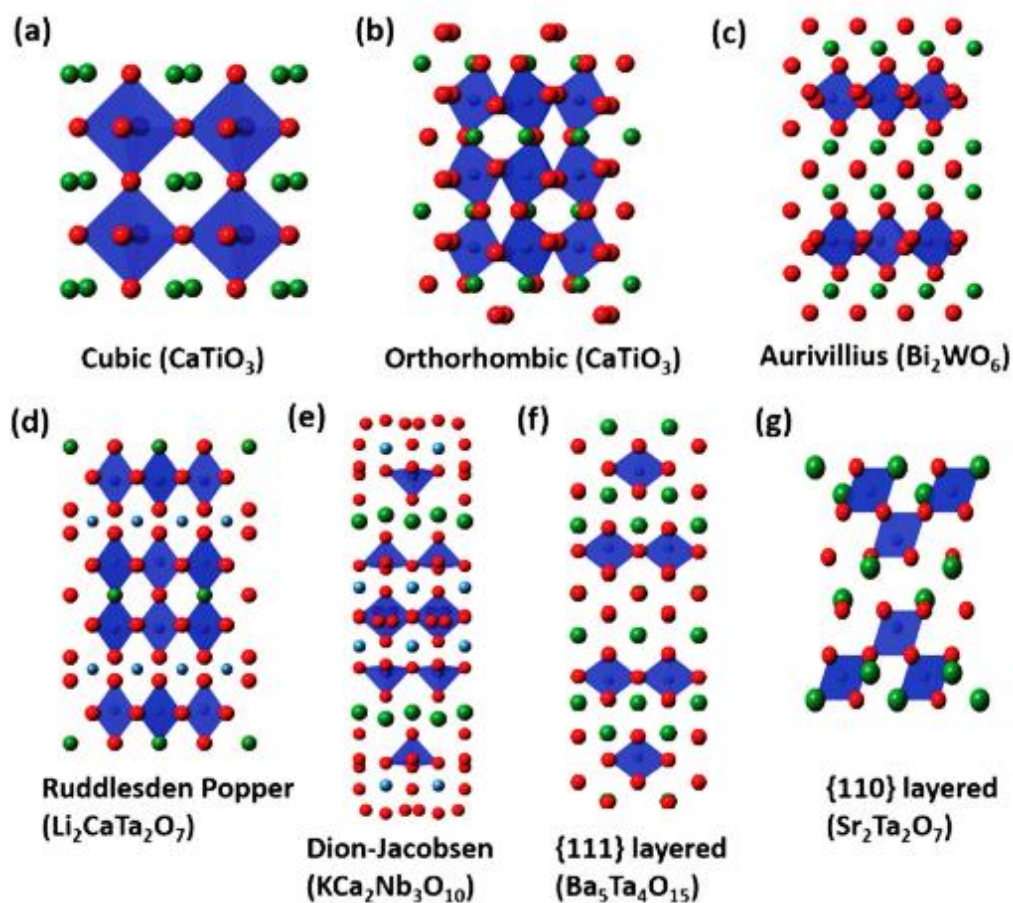 (a)
(b)
(c)
Cubic (CaTiO₃)
Orthorhombic (CaTiO₃)
Aurivillius (Bi₂WO₆)
(d)
(e)
(f)
(g)
Ruddlesden Popper
(Li₂CaTa₂O₇)
Dion-Jacobsen
(KCa₂Nb₃O₁₀)
{111} layered
(Ba₅Ta₄O₁₅)
{110} layered
(Sr₂Ta₂O₇)